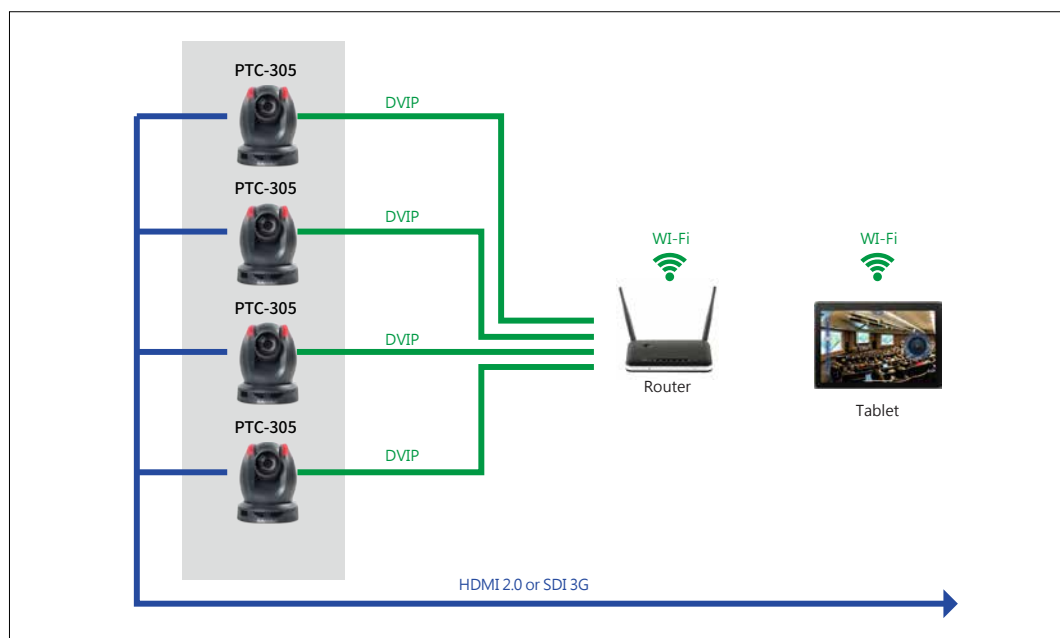 PTC-305
DVIP
PTC-305
DVIP
WI-Fi
WI-Fi
PTC-305
DVIP
Router
Tablet
PTC-305
DVIP
HDMI 2.0 or SDI 3G